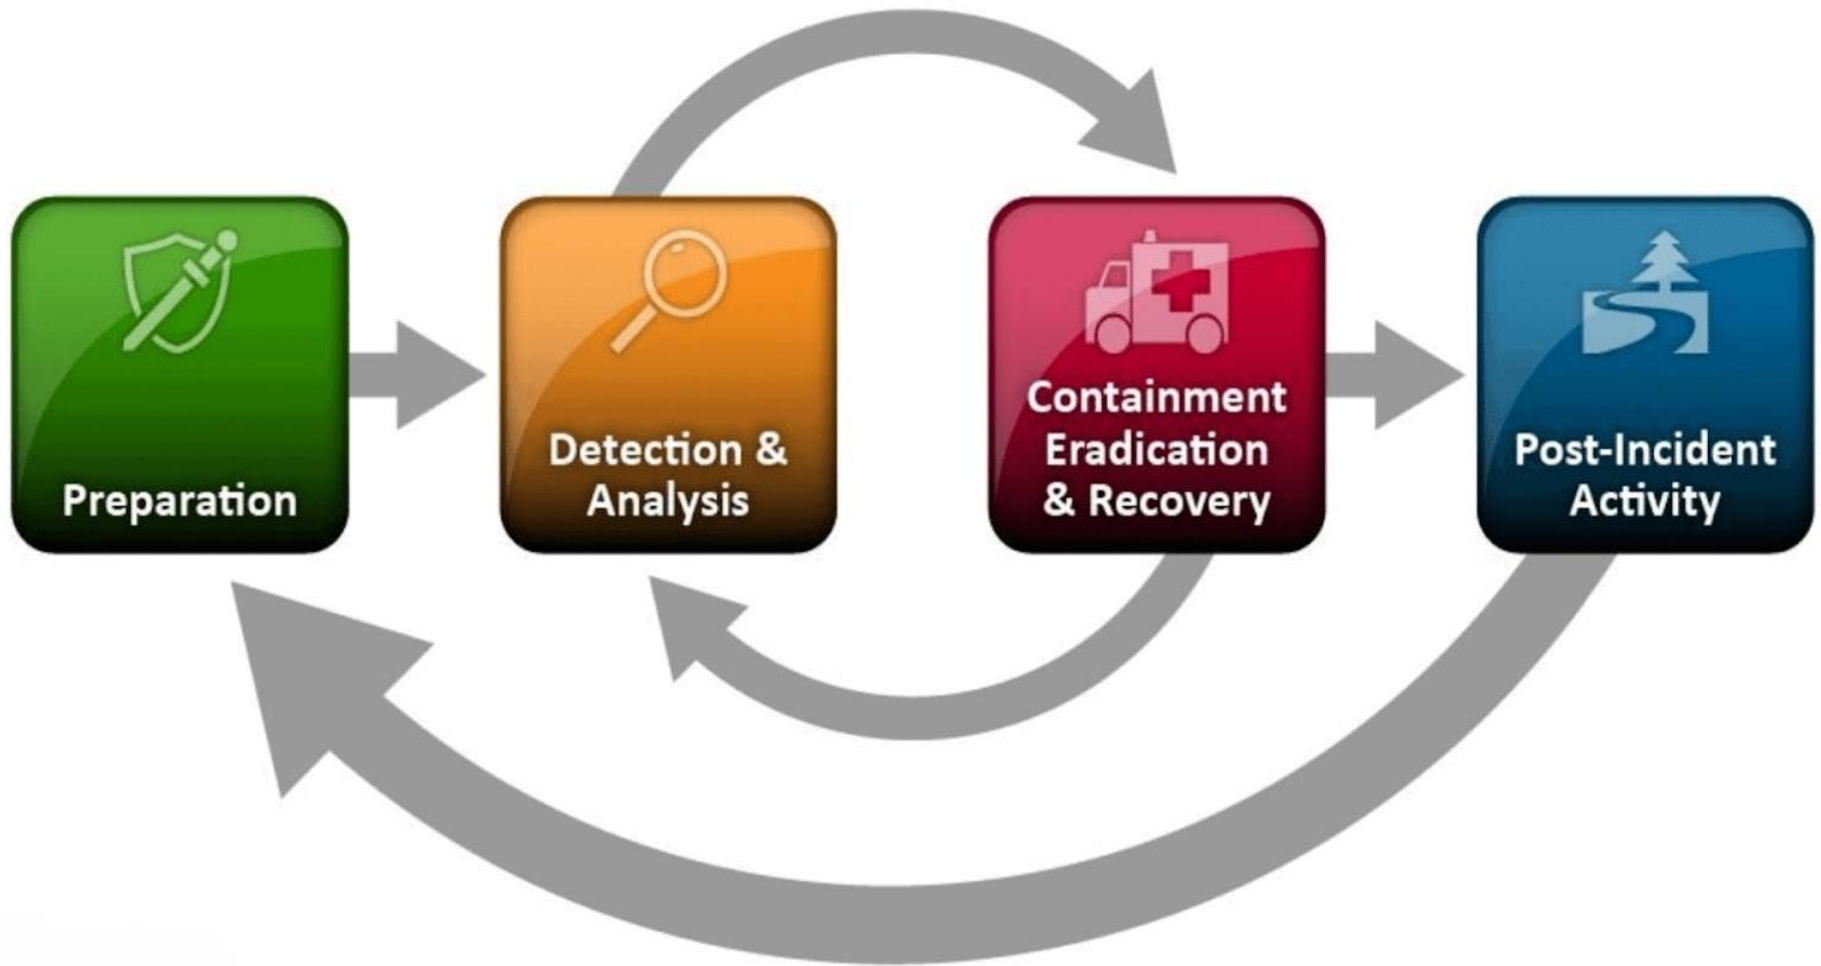 Preparation
Detection &
Analysis
Containment
Eradication
& Recovery
Post-Incident
Activity